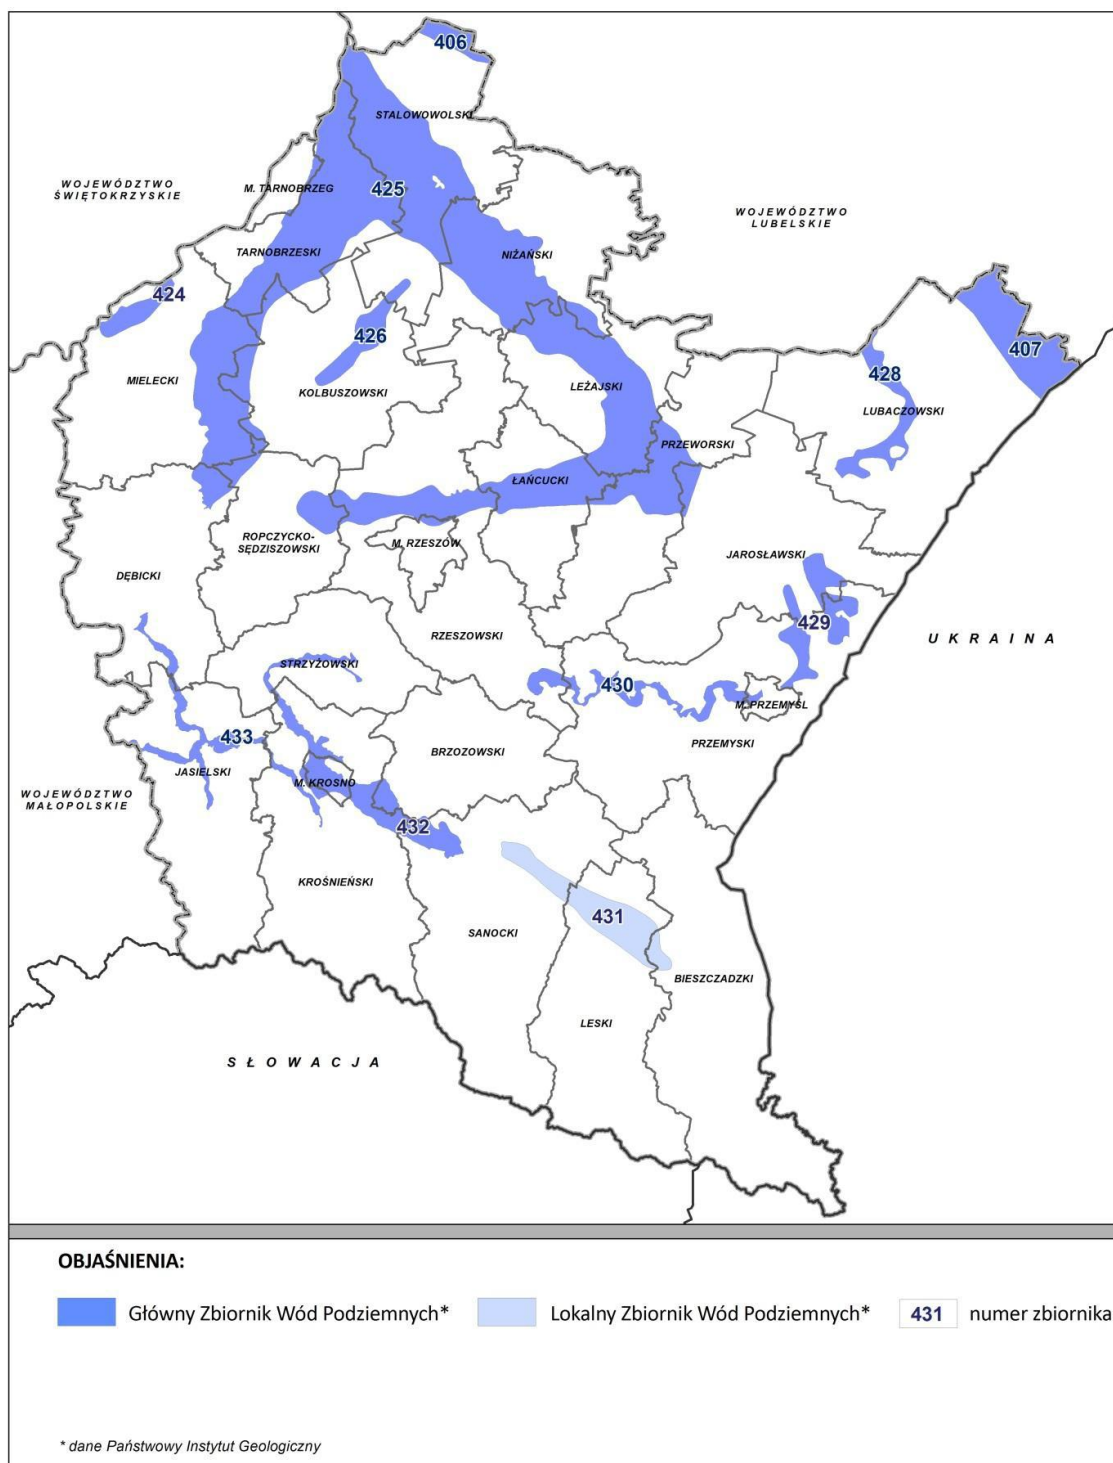 406
STALOWOWOLSKI
WOJEWÓDZTWO
ŚWIĘTOKRZYSKIE
M. TARNOBRZEG
425
WOJEWÓDZTWO
LUBELSKIE
TARNOBRZESKI
NIŻAŃSKI
424
426
407
428
MIELECKI
KOLBUSZOWSKI
LEŻAJSKI
LUBACZOWSKI
PRZEWORSKI
ŁAŃCUCKI
ROPCZYCKO-
SĘDZISZOWSKI
M. RZESZÓW
JAROSŁAWSKI
DĘBICKI
429
RZESZOWSKI
UKRAINA
STRZYŻOWSKI
430
M. PRZEMYŚL
433
BRZOZOWSKI
PRZEMYSKI
JASIELSKI
M. KROSNO
WOJEWÓDZTWO
MAŁOPOLSKIE
432
KROŚNIEŃSKI
431
SANOCKI
BIESZCZADZKI
LESKI
SŁOWACJA
OBJAŚNIENIA:
Główny Zbiornik Wód Podziemnych*
Lokalny Zbiornik Wód Podziemnych*
431 numer zbiornika
* dane Państwowy Instytut Geologiczny